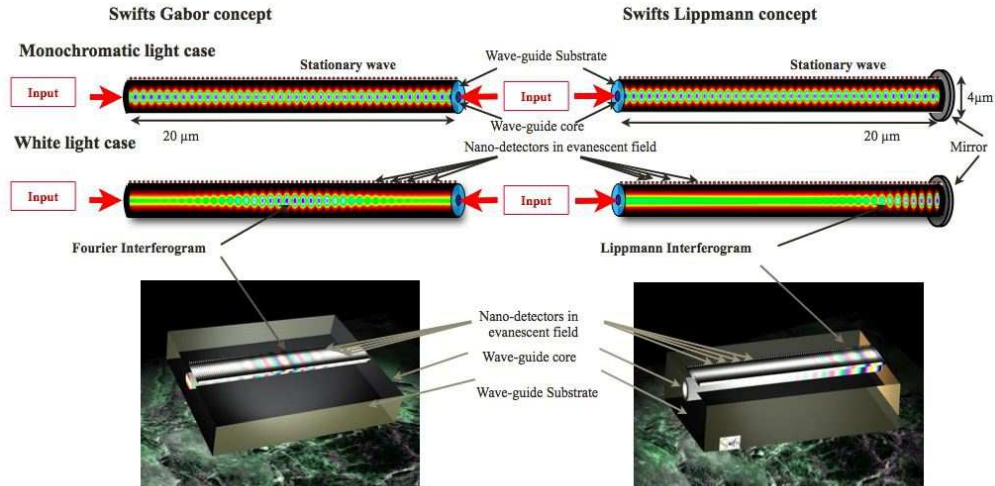 Swifts Gabor concept
Swifts Lippmann concept
Monochromatic light case
Wave-guide Substrate
Stationary wave
Stationary wave
Input
Input
4µm
Wave-guide core
20 µm
20 µm
White light case
Nano-detectors in evanescent field
Mirror
Input
Input
Fourier Interferogram
Lippmann Interferogram
Nano-detectors in
evanescent field
Wave-guide core
Wave-guide Substrate